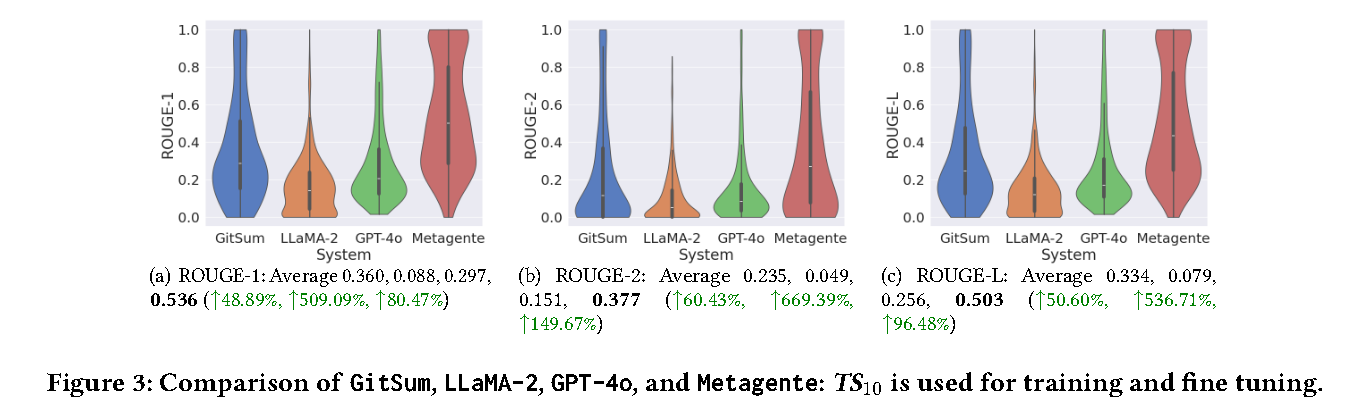 1.0
0.8
0.6
0.4
0.2
0.0
ROUGE-1
GitSum LLaMA-2 GPT-4o Metagente
System
(a) ROUGE-1: Average 0.360, 0.088, 0.297,
0.536 (↑48.89%, ↑509.09%, ↑80.47%)
1.0
0.8
0.6
0.4
0.2
0.0
ROUGE-2
GitSum LLaMA-2 GPT-4o Metagente
System
(b) ROUGE-2: Average 0.235, 0.049,
0.151, 0.377 (↑60.43%, ↑669.39%,
↑149.67%)
1.0
0.8
0.6
0.4
0.2
0.0
ROUGE-L
GitSum LLaMA-2 GPT-4o Metagente
System
(c) ROUGE-L: Average 0.334, 0.079,
0.256, 0.503 (↑50.60%, ↑536.71%,
↑96.48%)
Figure 3: Comparison of GitSum, LLaMA-2, GPT-4o, and Metagente: TS10 is used for training and fine tuning.